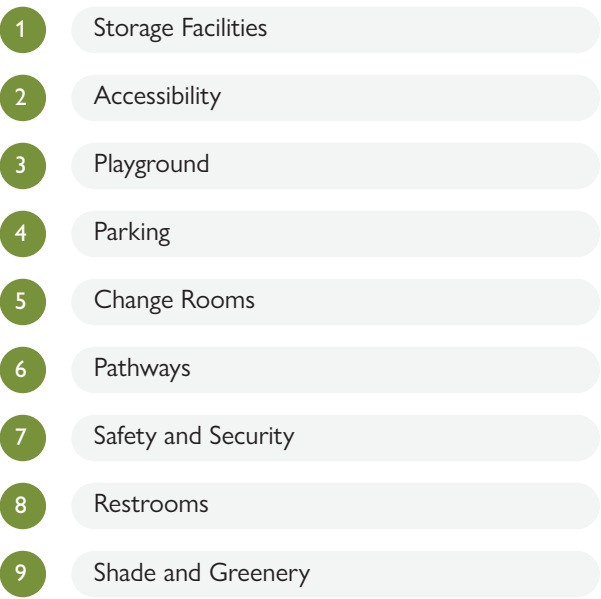 1 Storage Facilities
2 Accessibility
3 Playground
4 Parking
5 Change Rooms
6 Pathways
7 Safety and Security
8 Restrooms
9 Shade and Greenery